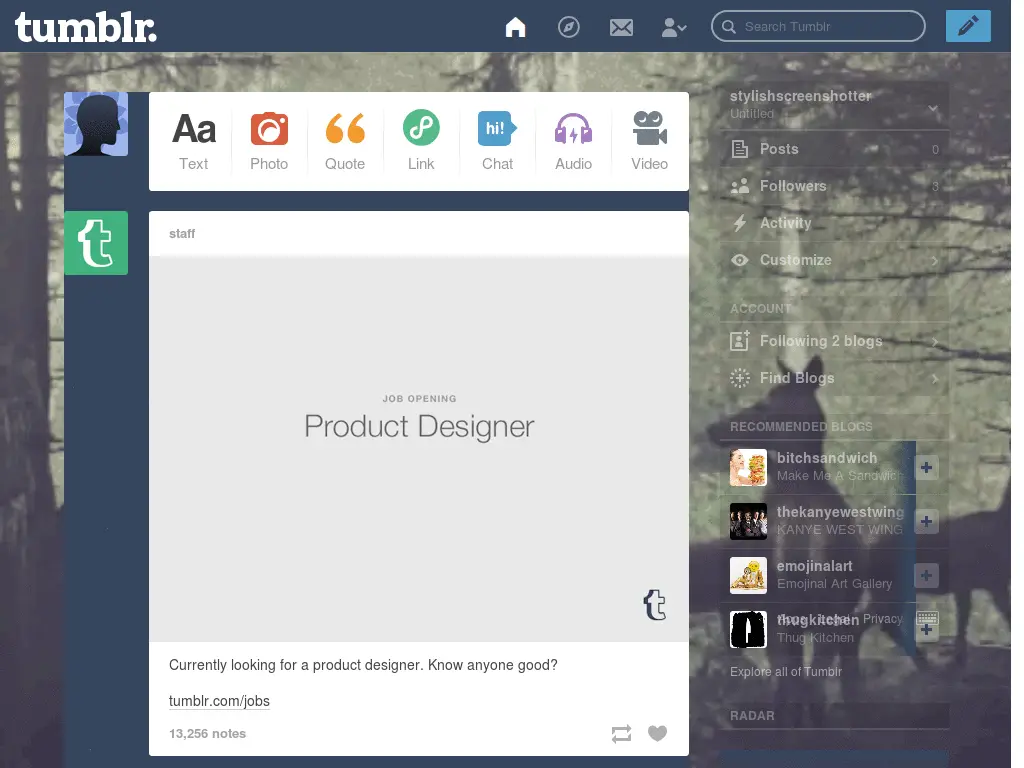 tumblr.
Search Tumblr
Aa
hi!
Text
Photo
Quote
Link
Chat
Audio
Video
t
staff
JOB OPENING
Product Designer
t
Currently looking for a product designer. Know anyone good?
tumblr.com/jobs
13,256 notes
stylishscreenshotter
Untitled
Posts 0
Followers 3
Activity
Customize
ACCOUNT
Following 2 blogs
Find Blogs
RECOMMENDED BLOGS
bitchsandwich
Make Me A Sandwich
thekanyewestwing
KANYE WEST WING
emojinalart
Emojinal Art Gallery
thugkitchen
Legal Privacy
Thug Kitchen
Explore all of Tumblr
RADAR